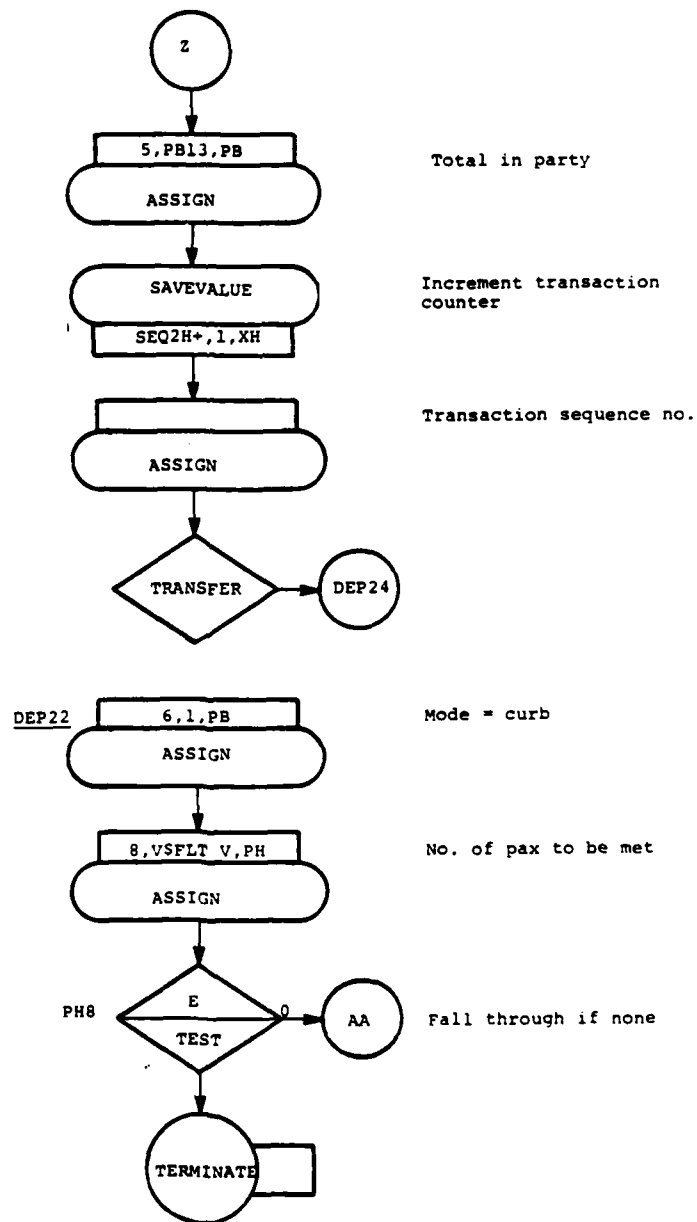 Z
5,PB13,PB
Total in party
ASSIGN
SAVEVALUE
Increment transaction
counter
SEQ2H+,1,XH
Transaction sequence no.
ASSIGN
TRANSFER
DEP24
DEP22
6,1,PB
Mode = curb
ASSIGN
8,V$FLT V,PH
No. of pax to be met
ASSIGN
PH8
E
0
AA
Fall through if none
TEST
TERMINATE